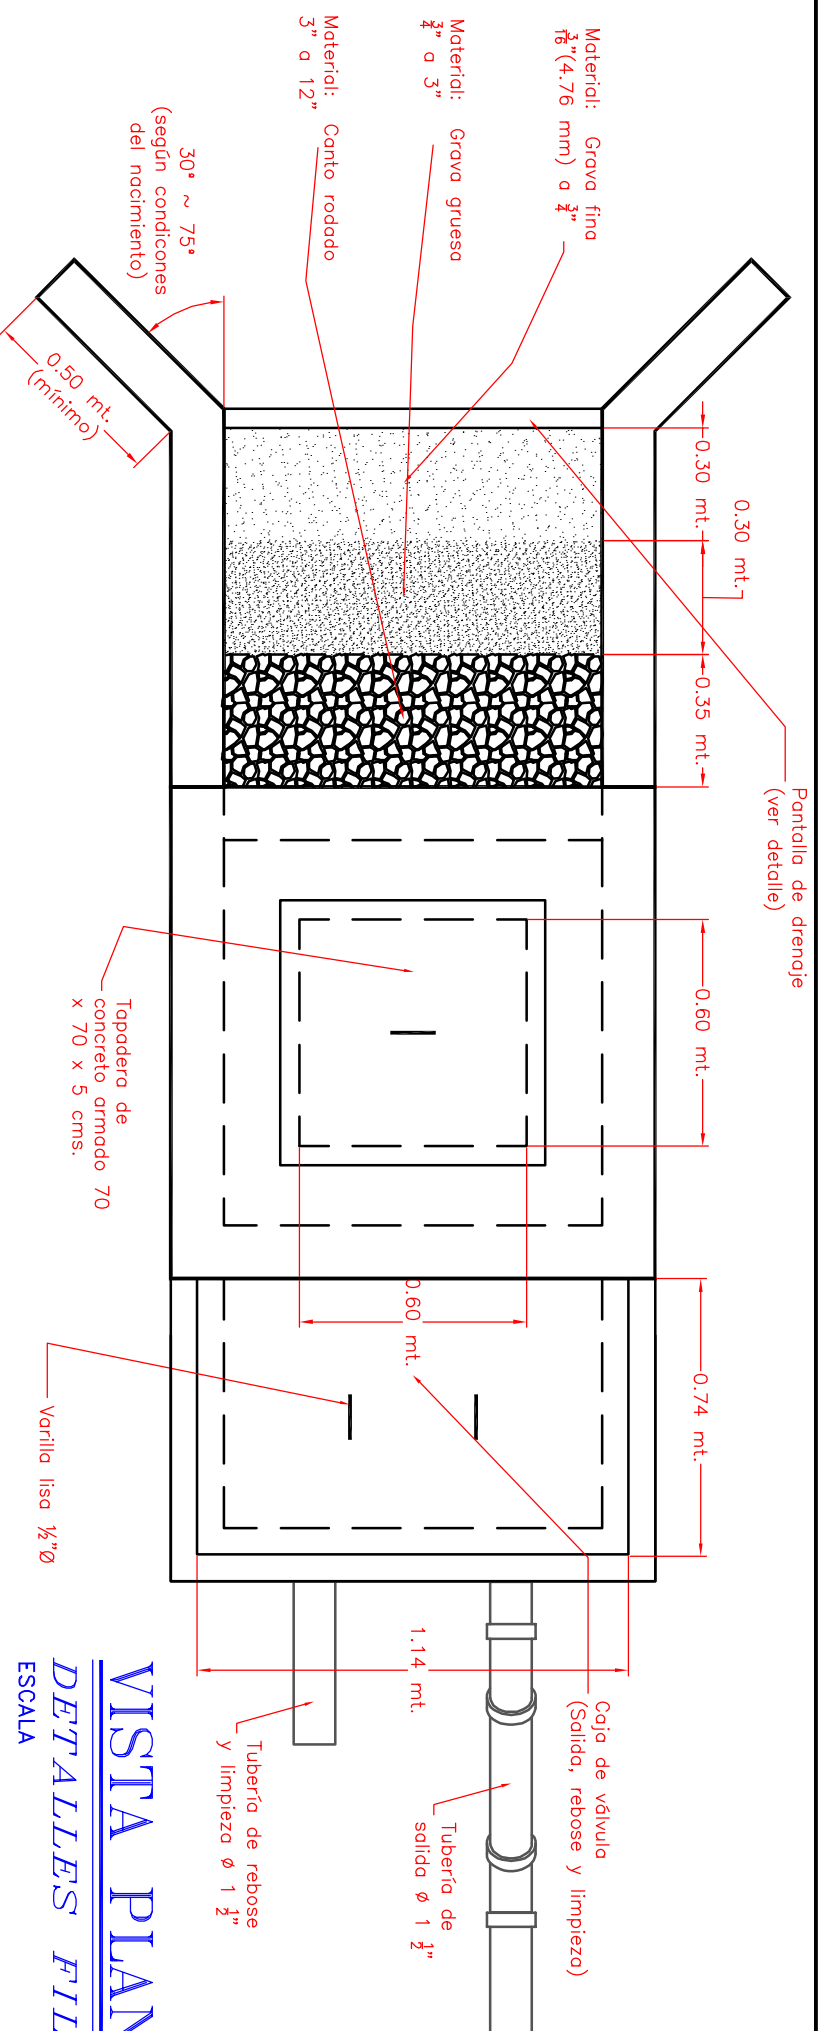 Material: Grava fina
3/16"(4.76 mm) a 3/4"
Material: Grava gruesa
3/4" a 3"
Material: Canto rodado
3" a 12"
30° ~ 75°
(según condicones
del nacimiento)
0.50 mt.
(mínimo)
0.30 mt.
0.30 mt.
0.35 mt.
Pantalla de drenaje
(ver detalle)
0.60 mt.
Tapadera de
concreto armado 70
x 70 x 5 cms.
0.60 mt.
0.74 mt.
Varilla lisa ½"Ø
1.14 mt.
Caja de válvula
(Salida, rebose y limpieza)
Tubería de
salida ø 1 1/2"
Tubería de rebose
y limpieza ø 1 1/2"
VISTA PLAN
DETALLES FIL
ESCALA